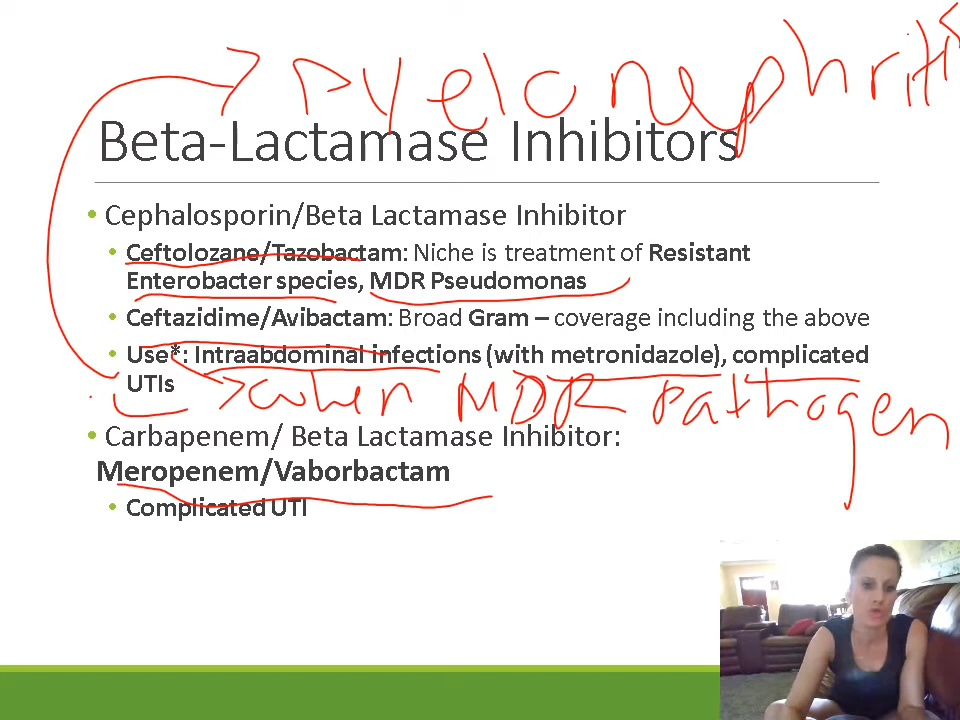 Pyelonephritis
Beta-Lactamase Inhibitors
• Cephalosporin/Beta Lactamase Inhibitor
• Ceftolozane/Tazobactam: Niche is treatment of Resistant
Enterobacter species, MDR Pseudomonas
• Ceftazidime/Avibactam: Broad Gram – coverage including the above
• Use*: Intraabdominal infections (with metronidazole), complicated
UTIs
when MDR pathogen
• Carbapenem/ Beta Lactamase Inhibitor:
Meropenem/Vaborbactam
• Complicated UTI